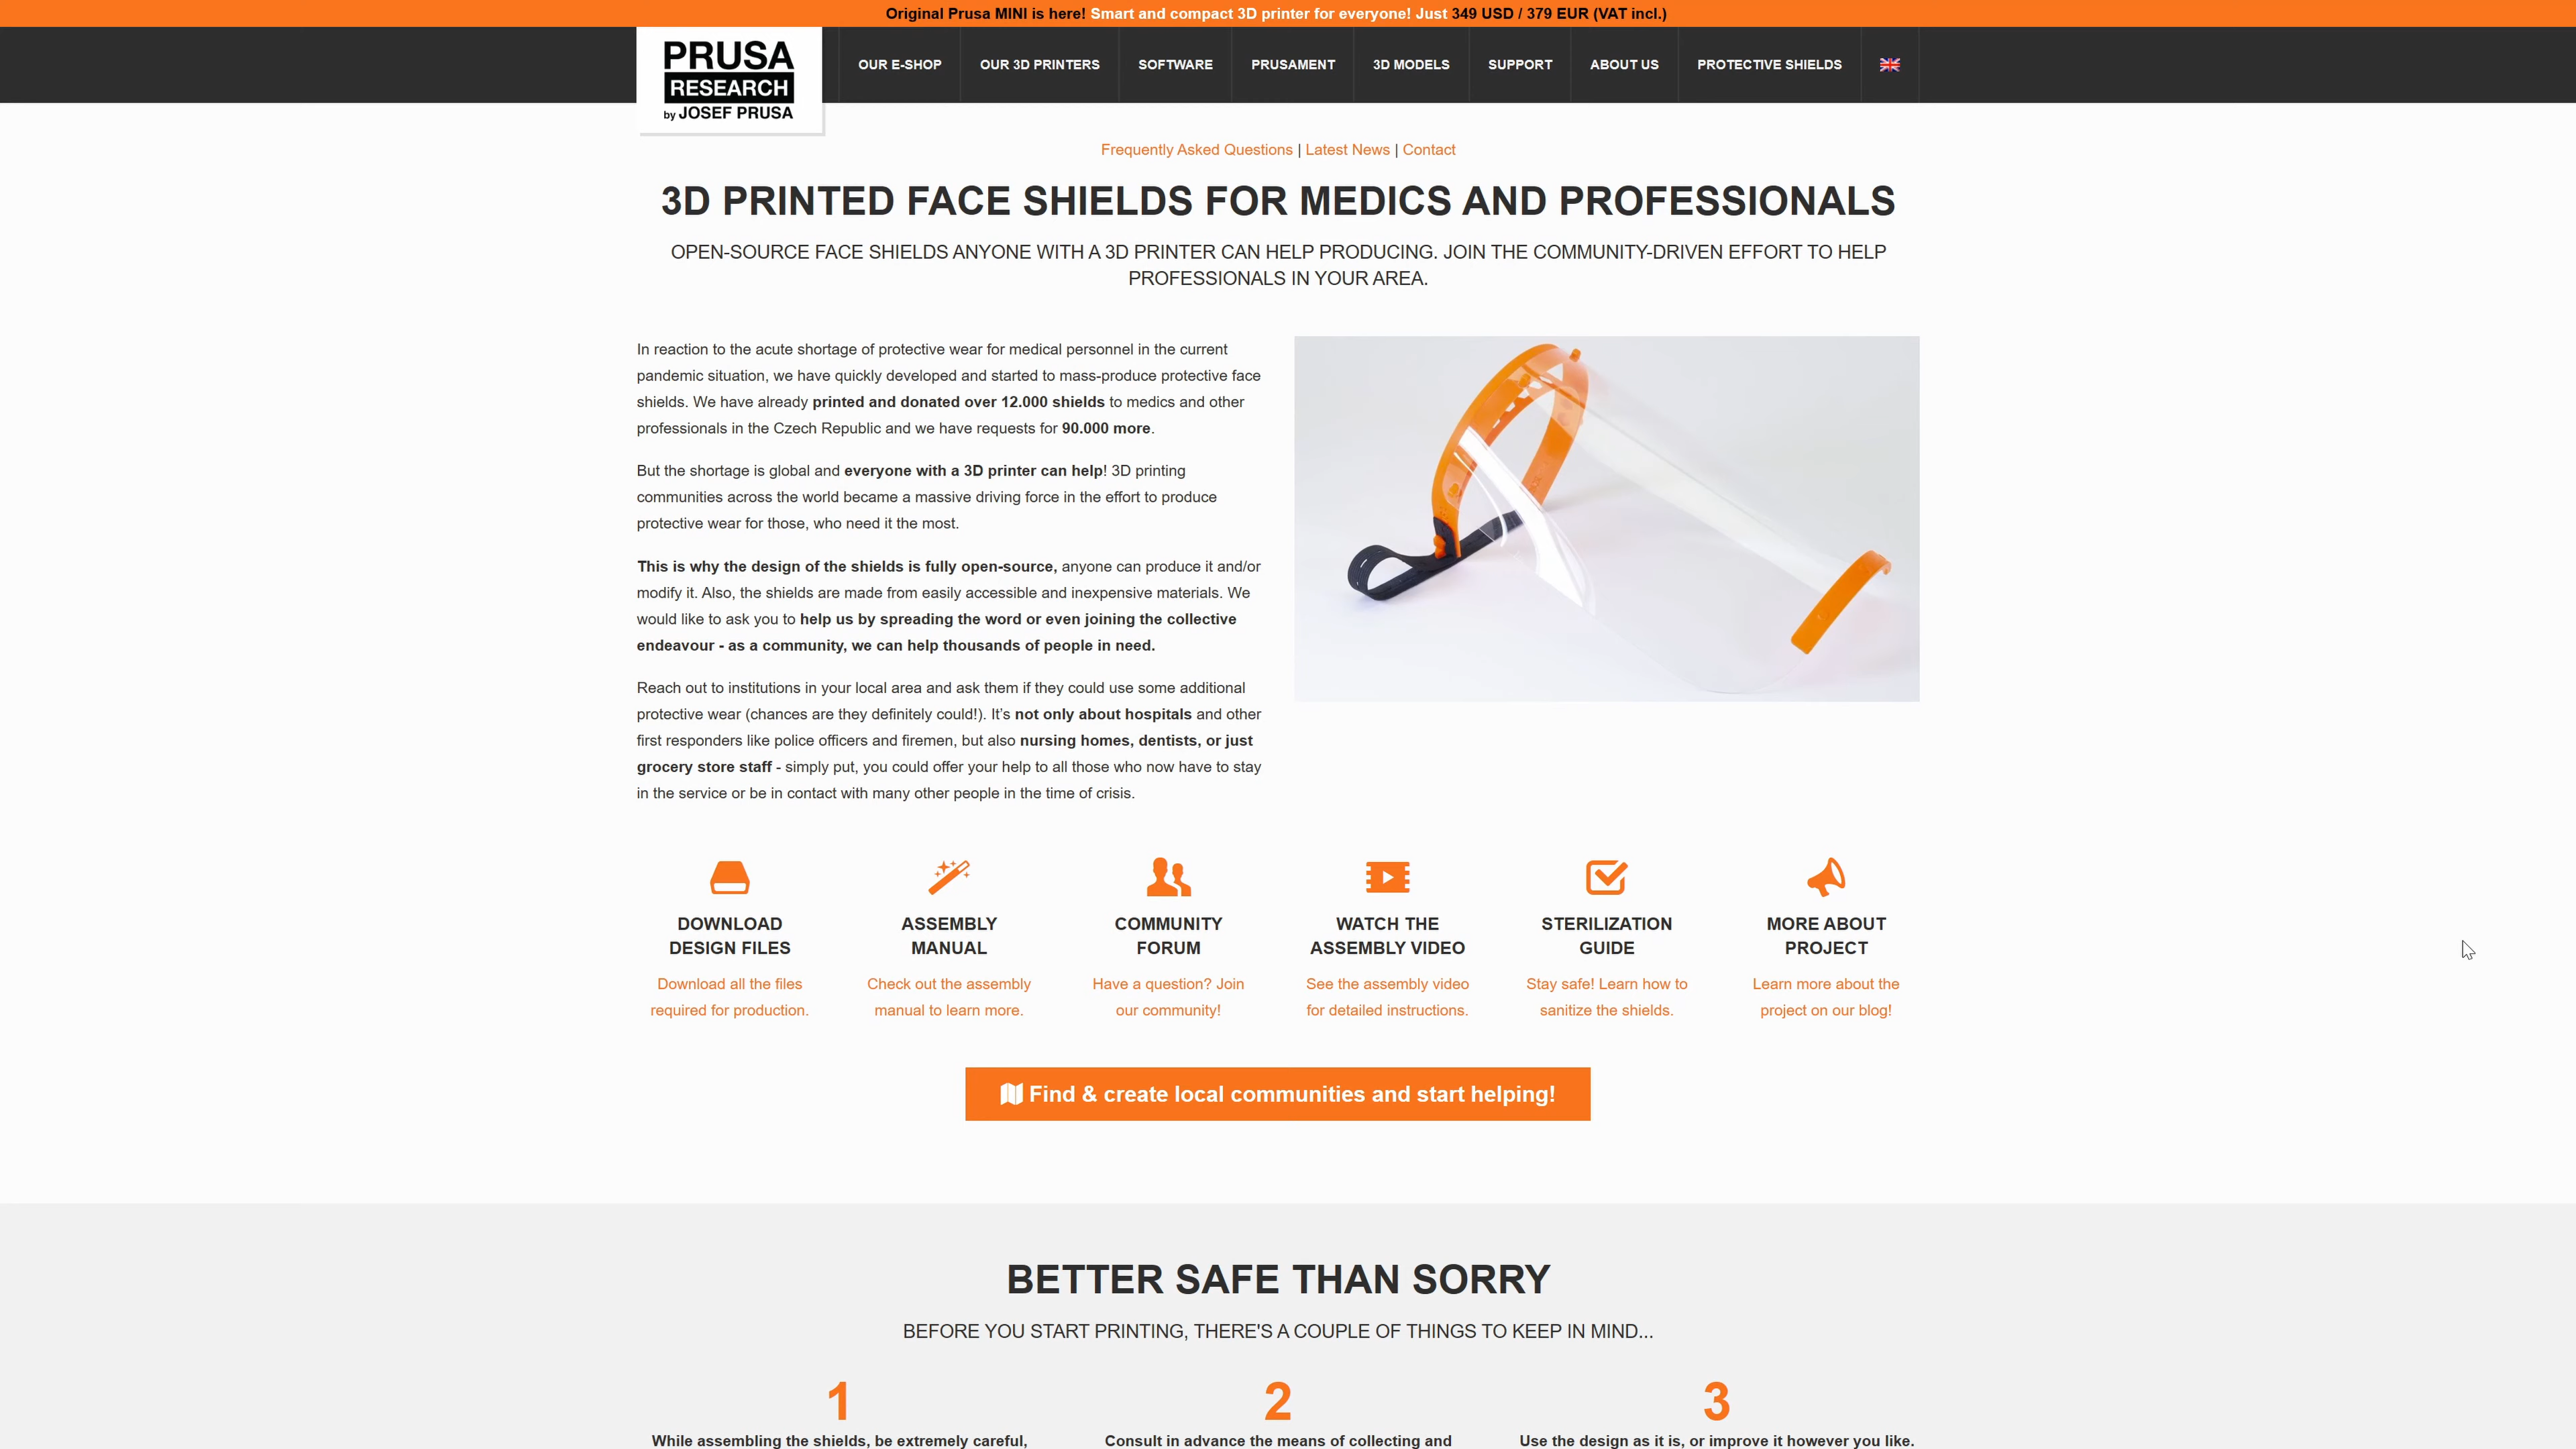 Original Prusa MINI is here! Smart and compact 3D printer for everyone! Just 349 USD / 379 EUR (VAT incl.)
PRUSA
RESEARCH
by JOSEF PRUSA
OUR E-SHOP
OUR 3D PRINTERS
SOFTWARE
PRUSAMENT
3D MODELS
SUPPORT
ABOUT US
PROTECTIVE SHIELDS
Frequently Asked Questions | Latest News | Contact
3D PRINTED FACE SHIELDS FOR MEDICS AND PROFESSIONALS
OPEN-SOURCE FACE SHIELDS ANYONE WITH A 3D PRINTER CAN HELP PRODUCING. JOIN THE COMMUNITY-DRIVEN EFFORT TO HELP
PROFESSIONALS IN YOUR AREA.
In reaction to the acute shortage of protective wear for medical personnel in the current
pandemic situation, we have quickly developed and started to mass-produce protective face
shields. We have already printed and donated over 12.000 shields to medics and other
professionals in the Czech Republic and we have requests for 90.000 more.
But the shortage is global and everyone with a 3D printer can help! 3D printing
communities across the world became a massive driving force in the effort to produce
protective wear for those, who need it the most.
This is why the design of the shields is fully open-source, anyone can produce it and/or
modify it. Also, the shields are made from easily accessible and inexpensive materials. We
would like to ask you to help us by spreading the word or even joining the collective
endeavour - as a community, we can help thousands of people in need.
Reach out to institutions in your local area and ask them if they could use some additional
protective wear (chances are they definitely could!). It's not only about hospitals and other
first responders like police officers and firemen, but also nursing homes, dentists, or just
grocery store staff - simply put, you could offer your help to all those who now have to stay
in the service or be in contact with many other people in the time of crisis.
DOWNLOAD
DESIGN FILES
Download all the files
required for production.
ASSEMBLY
MANUAL
Check out the assembly
manual to learn more.
COMMUNITY
FORUM
Have a question? Join
our community!
WATCH THE
ASSEMBLY VIDEO
See the assembly video
for detailed instructions.
STERILIZATION
GUIDE
Stay safe! Learn how to
sanitize the shields.
MORE ABOUT
PROJECT
Learn more about the
project on our blog!
Find & create local communities and start helping!
BETTER SAFE THAN SORRY
BEFORE YOU START PRINTING, THERE'S A COUPLE OF THINGS TO KEEP IN MIND...
1
While assembling the shields, be extremely careful,
2
Consult in advance the means of collecting and
3
Use the design as it is, or improve it however you like.